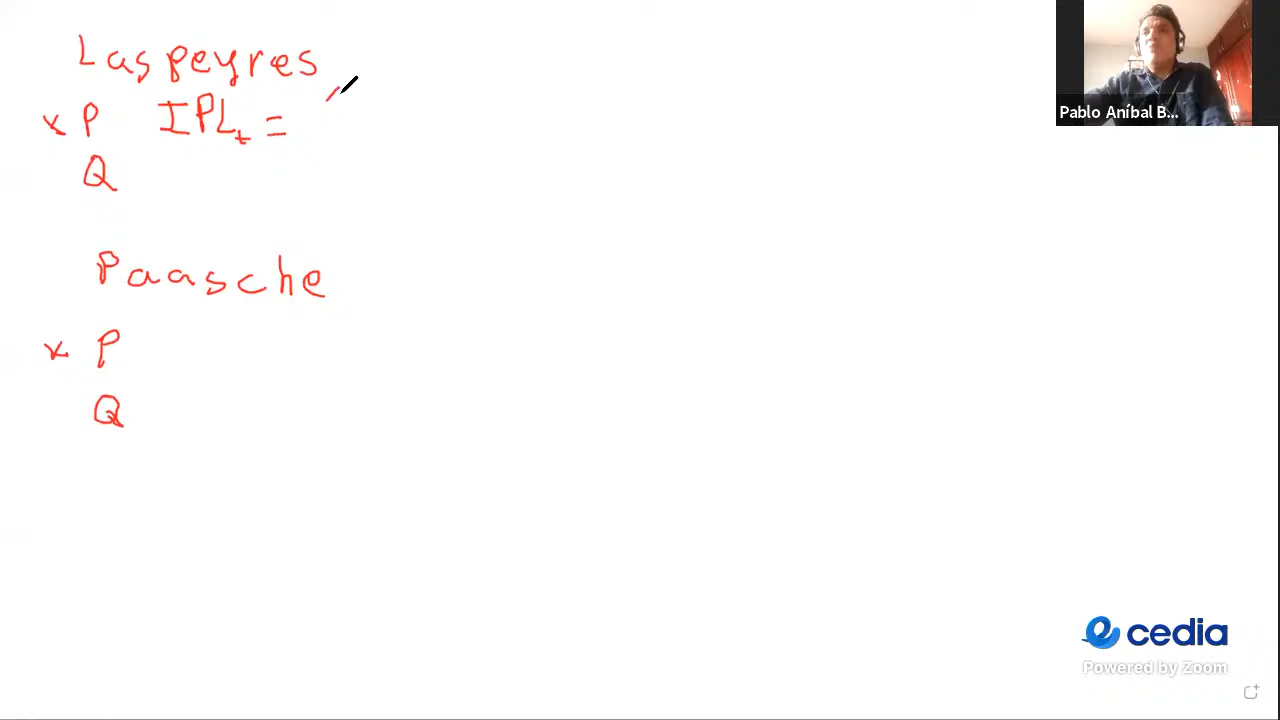 Laspeyres
x P IPLt =
Q
Paasche
x P
Q
Pablo Aníbal B...
cedia
Powered by Zoom